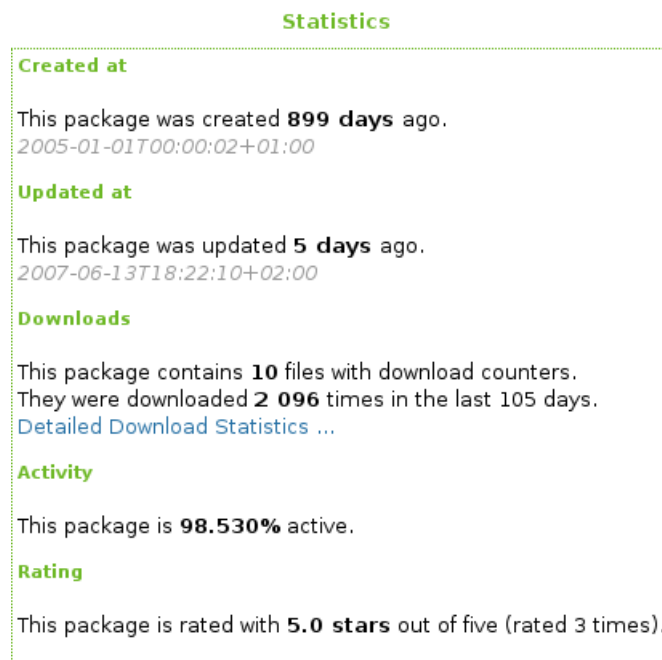 Statistics
Created at
This package was created 899 days ago.
2005-01-01T00:00:02+01:00
Updated at
This package was updated 5 days ago.
2007-06-13T18:22:10+02:00
Downloads
This package contains 10 files with download counters.
They were downloaded 2 096 times in the last 105 days.
Detailed Download Statistics ...
Activity
This package is 98.530% active.
Rating
This package is rated with 5.0 stars out of five (rated 3 times).